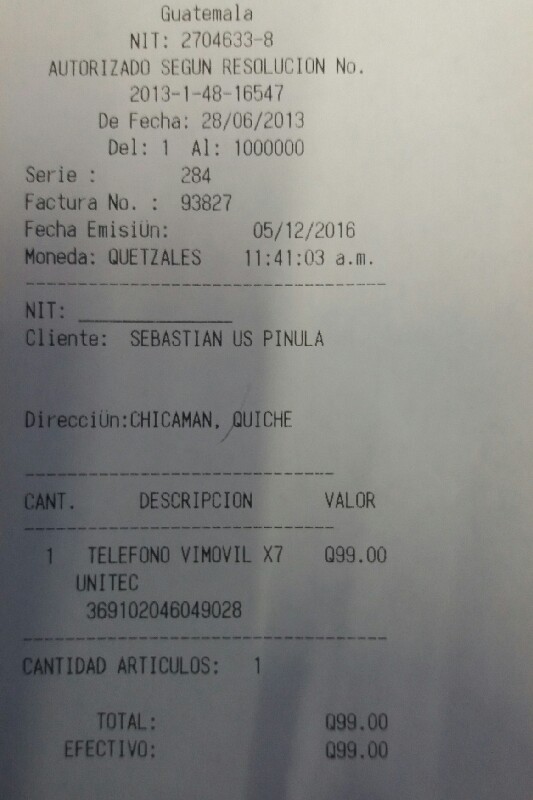 Guatemala
NIT: 2704633-8
AUTORIZADO SEGUN RESOLUCION No.
2013-1-48-16547
De Fecha: 28/06/2013
Del: 1 Al: 1000000
Serie : 284
Factura No. : 93827
Fecha EmisiÜn: 05/12/2016
Moneda: QUETZALES 11:41:03 a.m.
NIT: _______________
Cliente: SEBASTIAN US PINULA
DirecciÜn:CHICAMAN, QUICHE
CANT. DESCRIPCION VALOR
1 TELEFONO VIMOVIL X7 Q99.00
UNITEC
369102046049028
CANTIDAD ARTICULOS: 1
TOTAL: Q99.00
EFECTIVO: Q99.00